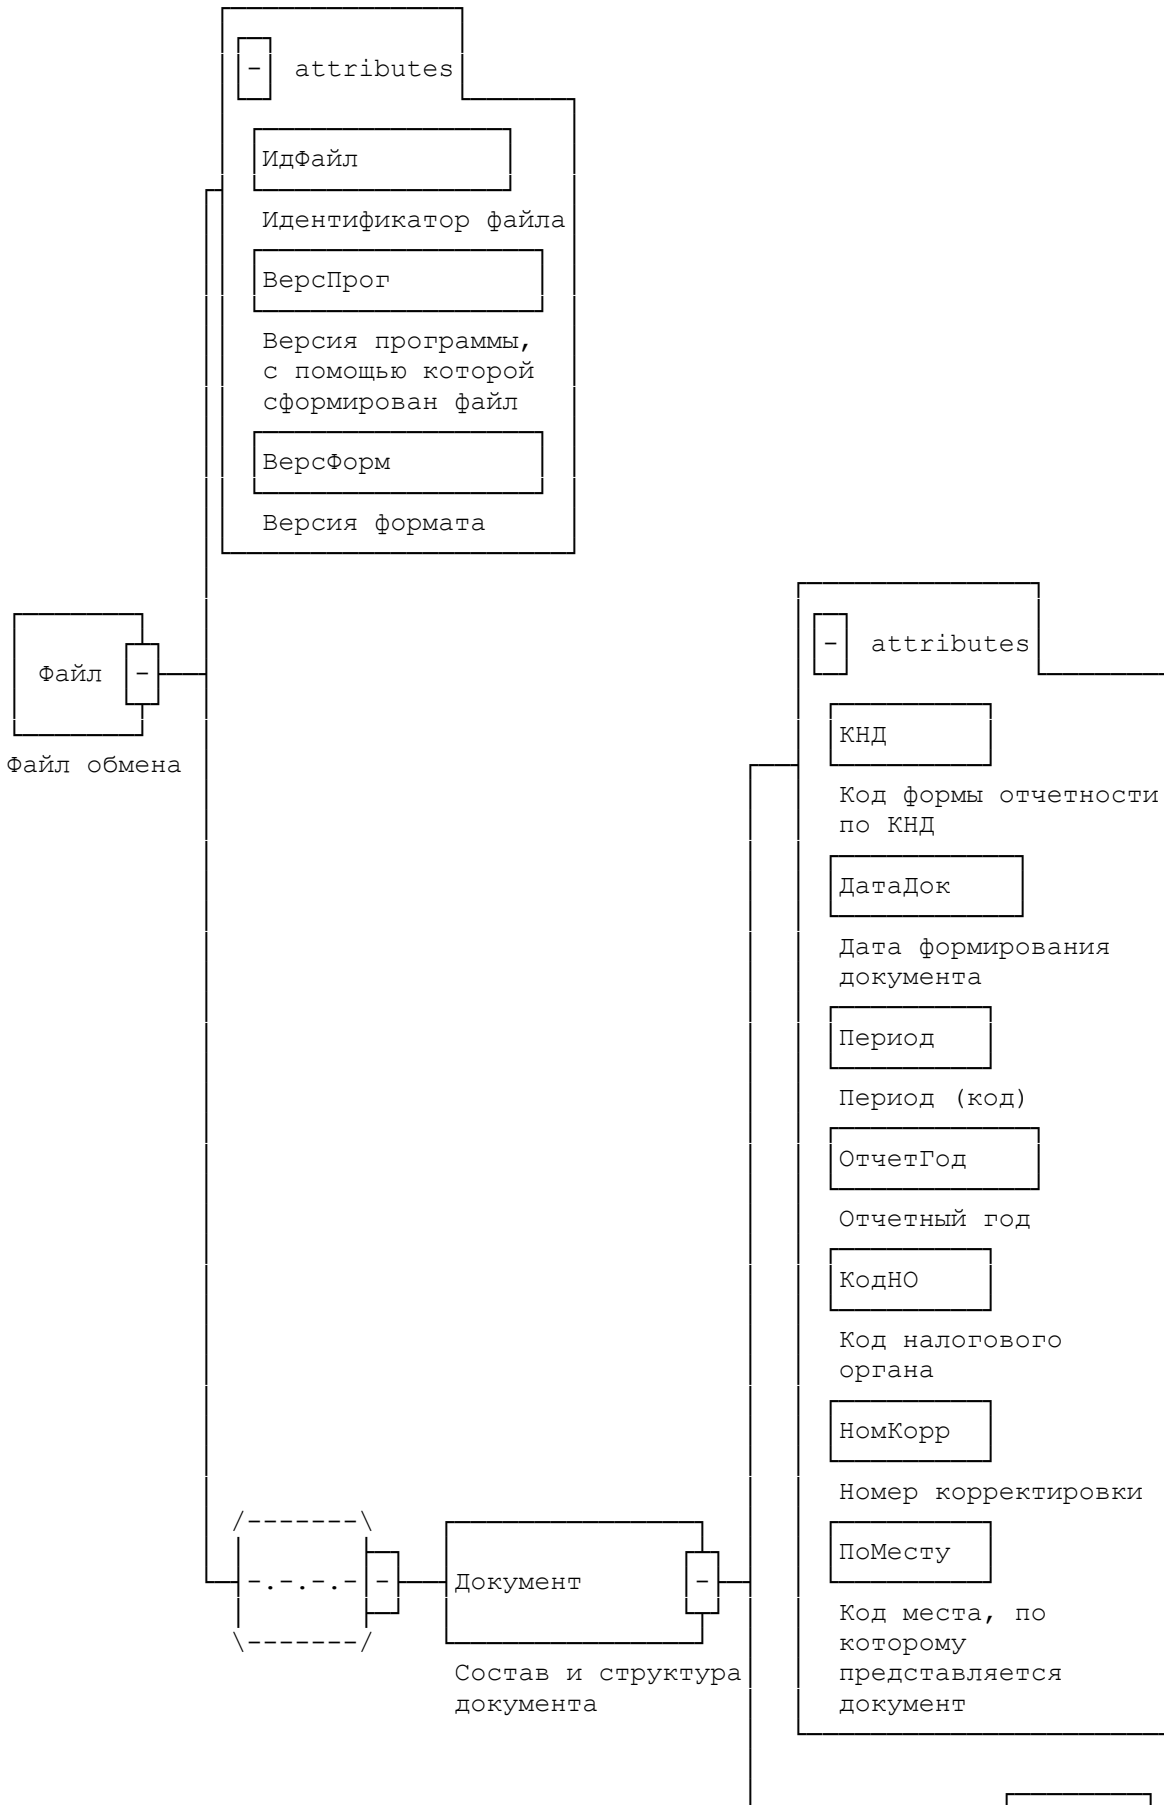 - attributes
ИдФайл
Идентификатор файла
ВерсПрог
Версия программы,
с помощью которой
сформирован файл
ВерсФорм
Версия формата
Файл -
Файл обмена
- attributes
КНД
Код формы отчетности
по КНД
ДатаДок
Дата формирования
документа
Период
Период (код)
ОтчетГод
Отчетный год
КодНО
Код налогового
органа
НомКорр
Номер корректировки
ПоМесту
Код места, по
которому
представляется
документ
/-------\
-.-.-.- -
\-------/
Документ -
Состав и структура
документа